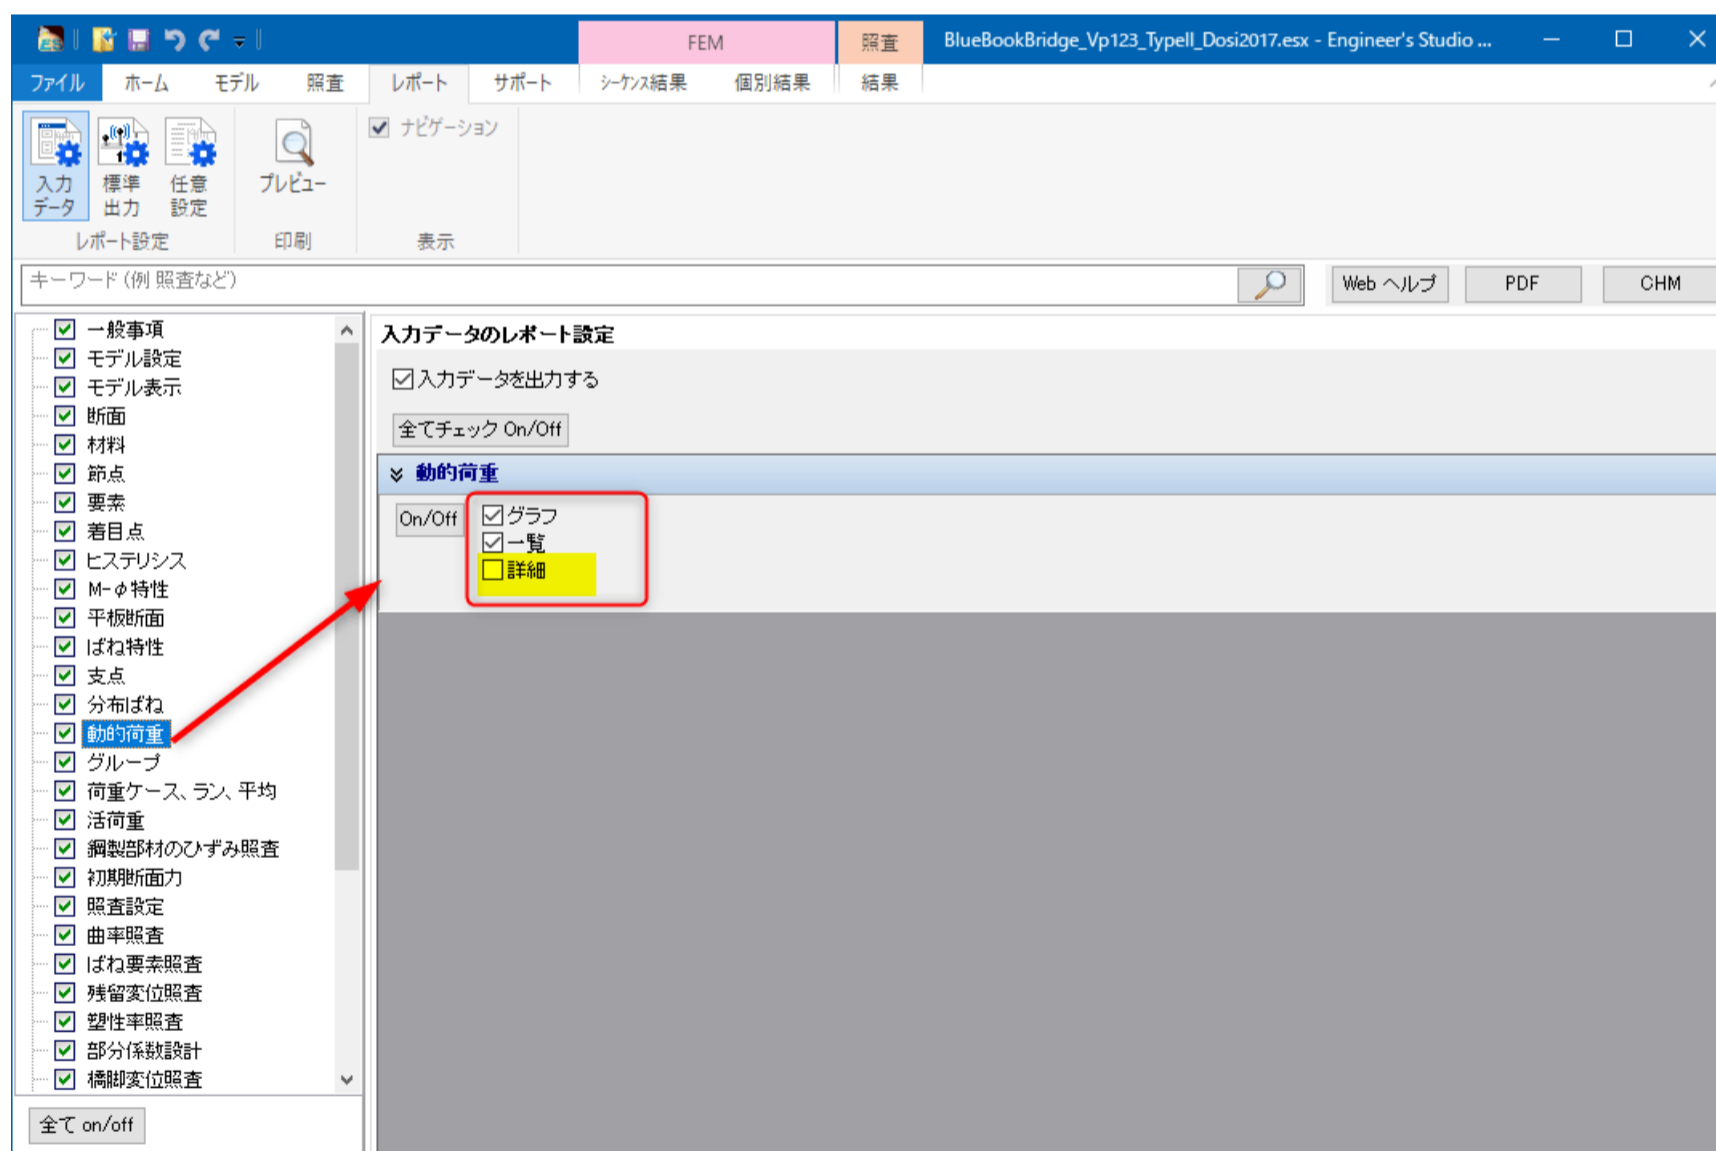 FEM
照査
BlueBookBridge_Vp123_TypeII_Dosi2017.esx - Engineer's Studio ...
ファイル ホーム モデル 照査 レポート サポート シーケンス結果 個別結果 結果
入力
データ
標準
出力
任意
設定
プレビュー
ナビゲーション
レポート設定 印刷 表示
キーワード (例 照査など)
Web ヘルプ PDF CHM
一般事項
モデル設定
モデル表示
断面
材料
節点
要素
着目点
ヒステリシス
M-φ特性
平板断面
ばね特性
支点
分布ばね
動的荷重
グループ
荷重ケース、ラン、平均
活荷重
鋼製部材のひずみ照査
初期断面力
照査設定
曲率照査
ばね要素照査
残留変位照査
塑性率照査
部分係数設計
橋脚変位照査
全て on/off
入力データのレポート設定
入力データを出力する
全てチェック On/Off
動的荷重
On/Off
グラフ
一覧
詳細